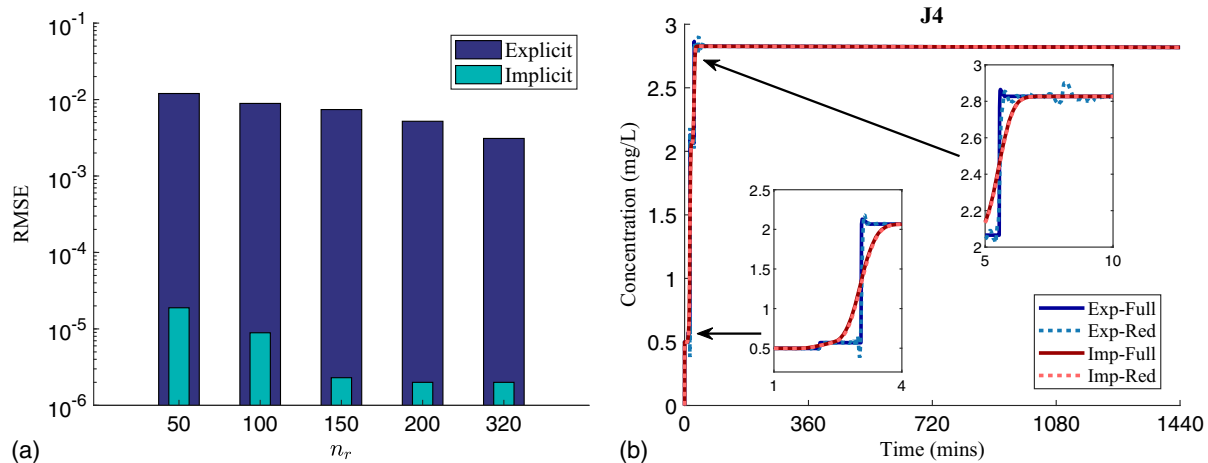 10^-1
10^-2
10^-3
10^-4
10^-5
10^-6
RMSE
Explicit
Implicit
50 100 150 200 320
n_r
(a)
J4
3
2.5
2
1.5
1
0.5
0
Concentration (mg/L)
3
2.8
2.6
2.4
2.2
2
5 10
2.5
2
1.5
1
0.5
1 4
Exp-Full
Exp-Red
Imp-Full
Imp-Red
0 360 720 1080 1440
Time (mins)
(b)